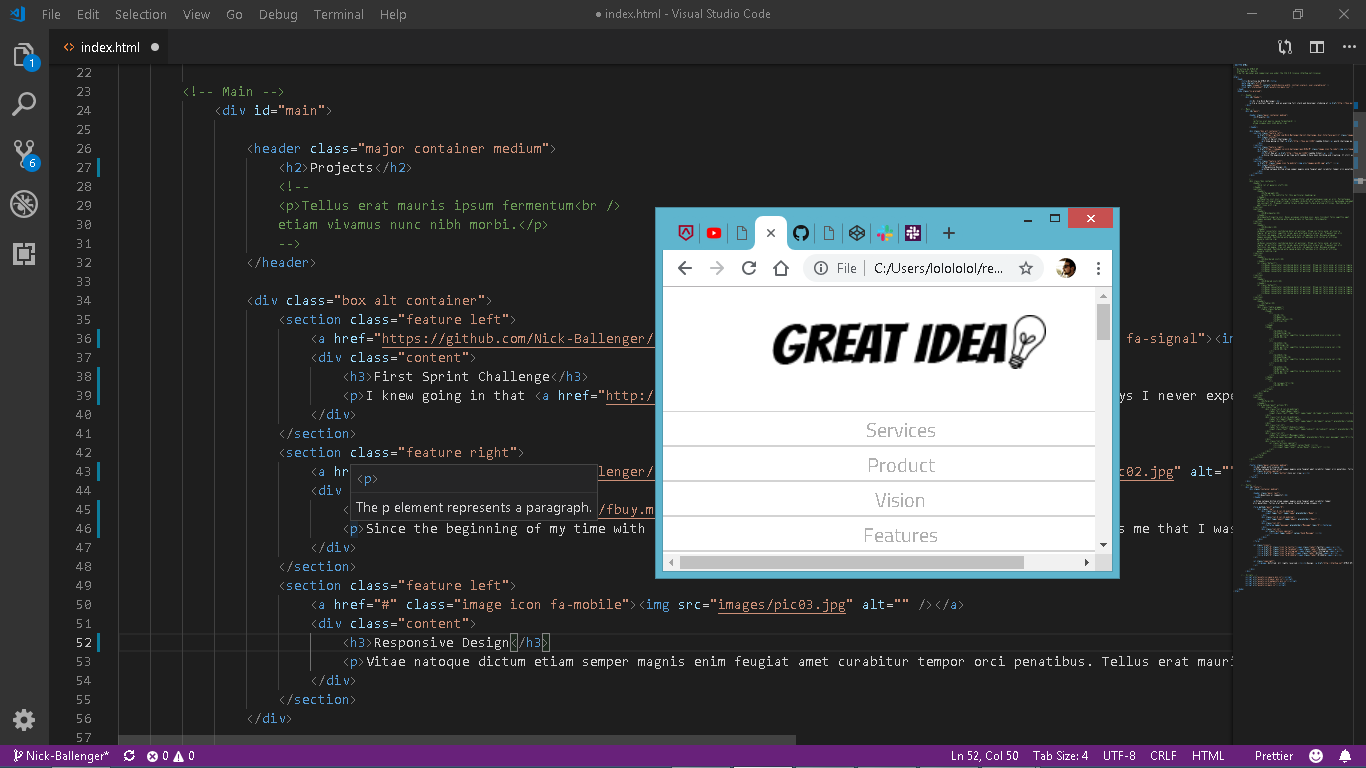 File Edit Selection View Go Debug Terminal Help ● index.html - Visual Studio Code
index.html
1
6
22
23 <!-- Main -->
24 <div id="main">
25
26 <header class="major container medium">
27 <h2>Projects</h2>
28 <!--
29 <p>Tellus erat mauris ipsum fermentum<br />
30 etiam vivamus nunc nibh morbi.</p>
31 -->
32 </header>
33
34 <div class="box alt container">
35 <section class="feature left">
36 <a href="https://github.com/Nick-Ballenger/ fa-signal"><i
37 <div class="content">
38 <h3>First Sprint Challenge</h3>
39 <p>I knew going in that <a href="http:/ ys I never expe
40 </div>
41 </section>
42 <section class="feature right">
43 <a hr llenger/ c02.jpg" alt=""
44 <div
45 /fbuy.m
46 <p>Since the beginning of my time with s me that I was
47 </div>
48 </section>
49 <section class="feature left">
50 <a href="#" class="image icon fa-mobile"><img src="images/pic03.jpg" alt="" /></a>
51 <div class="content">
52 <h3>Responsive Design</h3>
53 <p>Vitae natoque dictum etiam semper magnis enim feugiat amet curabitur tempor orci penatibus. Tellus erat mauri
54 </div>
55 </section>
56 </div>
57
<p>
The p element represents a paragraph.
File C:/Users/lolololol/re...
GREAT IDEA
Services
Product
Vision
Features
Nick-Ballenger* 0 0 Ln 52, Col 50 Tab Size: 4 UTF-8 CRLF HTML Prettier